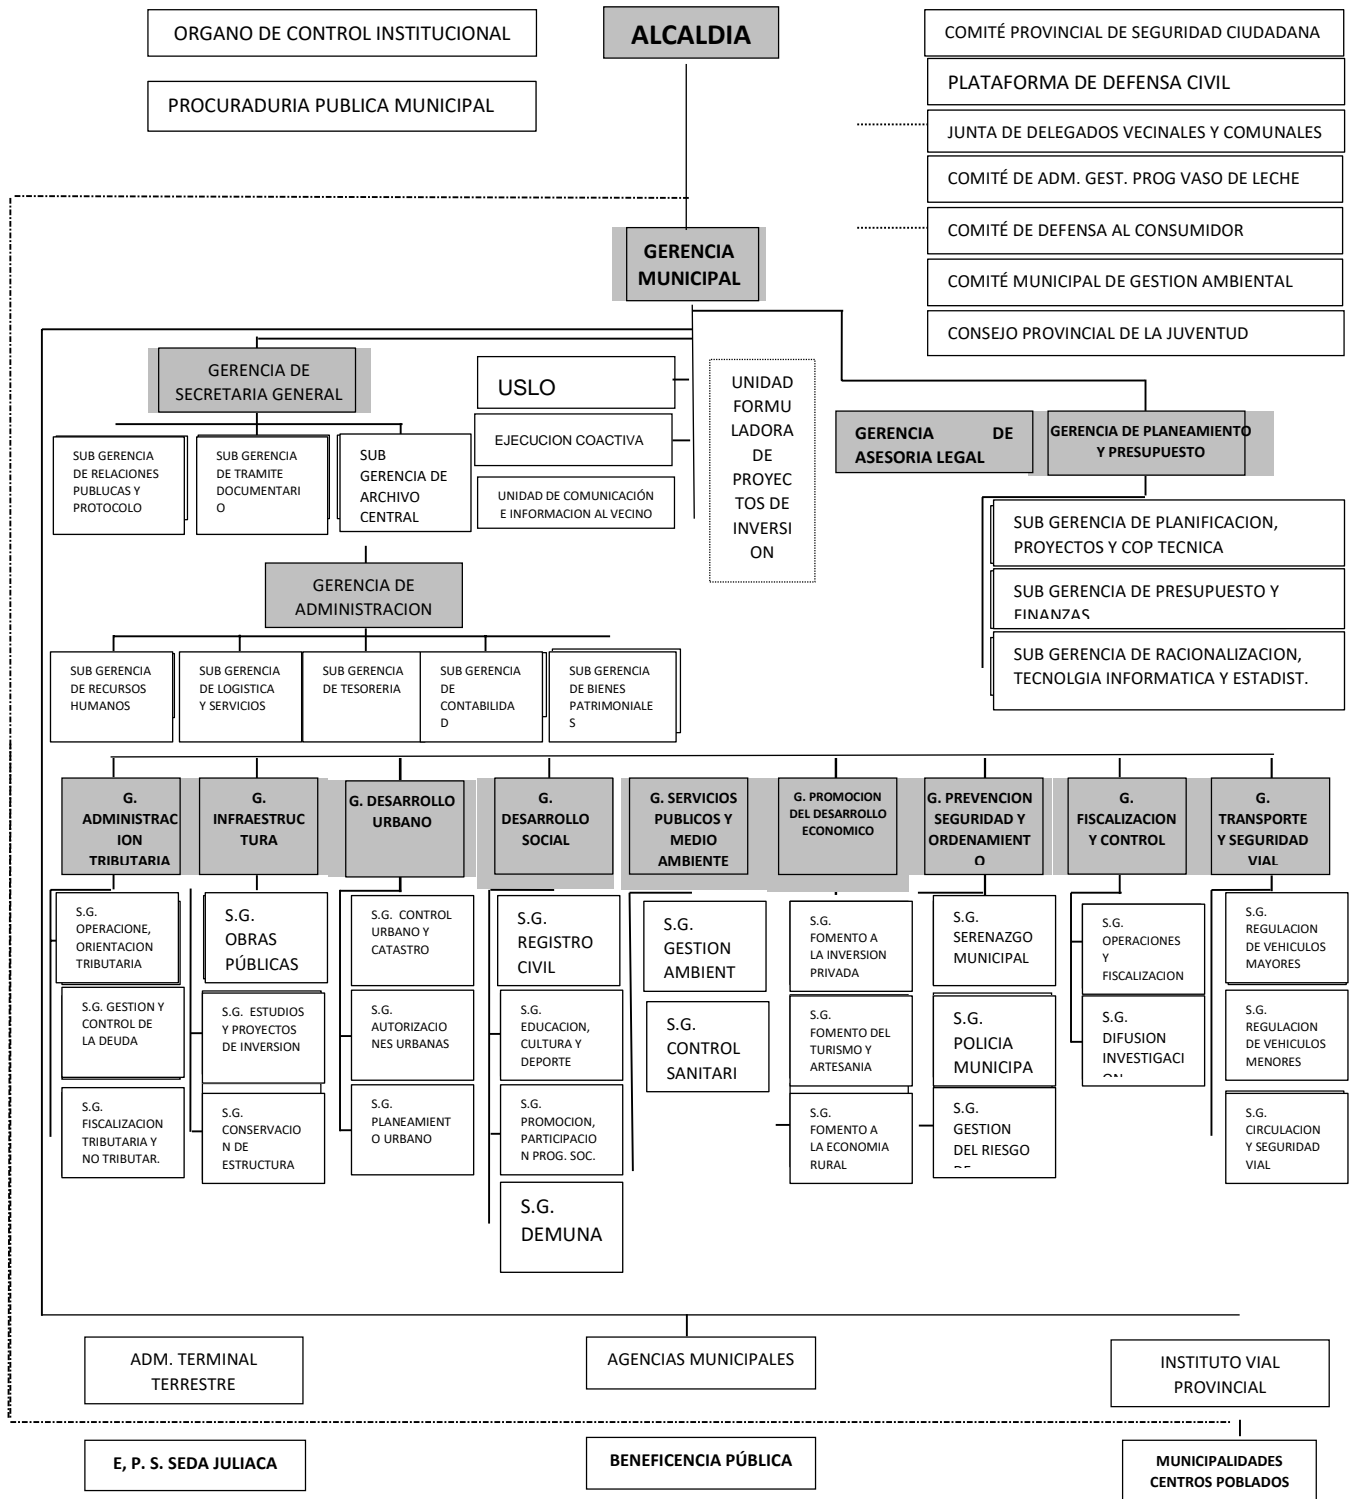 ORGANO DE CONTROL INSTITUCIONAL
ALCALDIA
COMITÉ PROVINCIAL DE SEGURIDAD CIUDADANA
PROCURADURIA PUBLICA MUNICIPAL
PLATAFORMA DE DEFENSA CIVIL
JUNTA DE DELEGADOS VECINALES Y COMUNALES
COMITÉ DE ADM. GEST. PROG VASO DE LECHE
COMITÉ DE DEFENSA AL CONSUMIDOR
COMITÉ MUNICIPAL DE GESTION AMBIENTAL
CONSEJO PROVINCIAL DE LA JUVENTUD
GERENCIA
MUNICIPAL
GERENCIA DE
SECRETARIA GENERAL
SUB GERENCIA
DE RELACIONES
PUBLUCAS Y
PROTOCOLO
SUB GERENCIA
DE TRAMITE
DOCUMENTARI
O
SUB
GERENCIA DE
ARCHIVO
CENTRAL
USLO
EJECUCION COACTIVA
UNIDAD DE COMUNICACIÓN
E INFORMACION AL VECINO
UNIDAD
FORMU
LADORA
DE
PROYEC
TOS DE
INVERSI
ON
GERENCIA DE
ASESORIA LEGAL
GERENCIA DE PLANEAMIENTO
Y PRESUPUESTO
SUB GERENCIA DE PLANIFICACION,
PROYECTOS Y COP TECNICA
SUB GERENCIA DE PRESUPUESTO Y
FINANZAS
SUB GERENCIA DE RACIONALIZACION,
TECNOLGIA INFORMATICA Y ESTADIST.
GERENCIA DE
ADMINISTRACION
SUB GERENCIA
DE RECURSOS
HUMANOS
SUB GERENCIA
DE LOGISTICA
Y SERVICIOS
SUB GERENCIA
DE TESORERIA
SUB GERENCIA
DE
CONTABILIDA
D
SUB GERENCIA
DE BIENES
PATRIMONIALE
S
G.
ADMINISTRAC
ION
TRIBUTARIA
S.G.
OPERACIONE,
ORIENTACION
TRIBUTARIA
S.G. GESTION Y
CONTROL DE
LA DEUDA
S.G.
FISCALIZACION
TRIBUTARIA Y
NO TRIBUTAR.
G.
INFRAESTRUC
TURA
S.G.
OBRAS
PÚBLICAS
S.G. ESTUDIOS
Y PROYECTOS
DE INVERSION
S.G.
CONSERVACIO
N DE
ESTRUCTURA
G. DESARROLLO
URBANO
S.G. CONTROL
URBANO Y
CATASTRO
S.G.
AUTORIZACIO
NES URBANAS
S.G.
PLANEAMIENT
O URBANO
G.
DESARROLLO
SOCIAL
S.G.
REGISTRO
CIVIL
S.G.
EDUCACION,
CULTURA Y
DEPORTE
S.G.
PROMOCION,
PARTICIPACIO
N PROG. SOC.
S.G.
DEMUNA
G. SERVICIOS
PUBLICOS Y
MEDIO
AMBIENTE
S.G.
GESTION
AMBIENT
S.G.
CONTROL
SANITARI
G. PROMOCION
DEL DESARROLLO
ECONOMICO
S.G.
FOMENTO A
LA INVERSION
PRIVADA
S.G.
FOMENTO DEL
TURISMO Y
ARTESANIA
S.G.
FOMENTO A
LA ECONOMIA
RURAL
G. PREVENCION
SEGURIDAD Y
ORDENAMIENT
O
S.G.
SERENAZGO
MUNICIPAL
S.G.
POLICIA
MUNICIPA
S.G.
GESTION
DEL RIESGO
DE
G.
FISCALIZACION
Y CONTROL
S.G.
OPERACIONES
Y
FISCALIZACION
S.G.
DIFUSION
INVESTIGACI
ON
G.
TRANSPORTE
Y SEGURIDAD
VIAL
S.G.
REGULACION
DE VEHICULOS
MAYORES
S.G.
REGULACION
DE VEHICULOS
MENORES
S.G.
CIRCULACION
Y SEGURIDAD
VIAL
ADM. TERMINAL
TERRESTRE
AGENCIAS MUNICIPALES
INSTITUTO VIAL
PROVINCIAL
E, P. S. SEDA JULIACA
BENEFICENCIA PÚBLICA
MUNICIPALIDADES
CENTROS POBLADOS